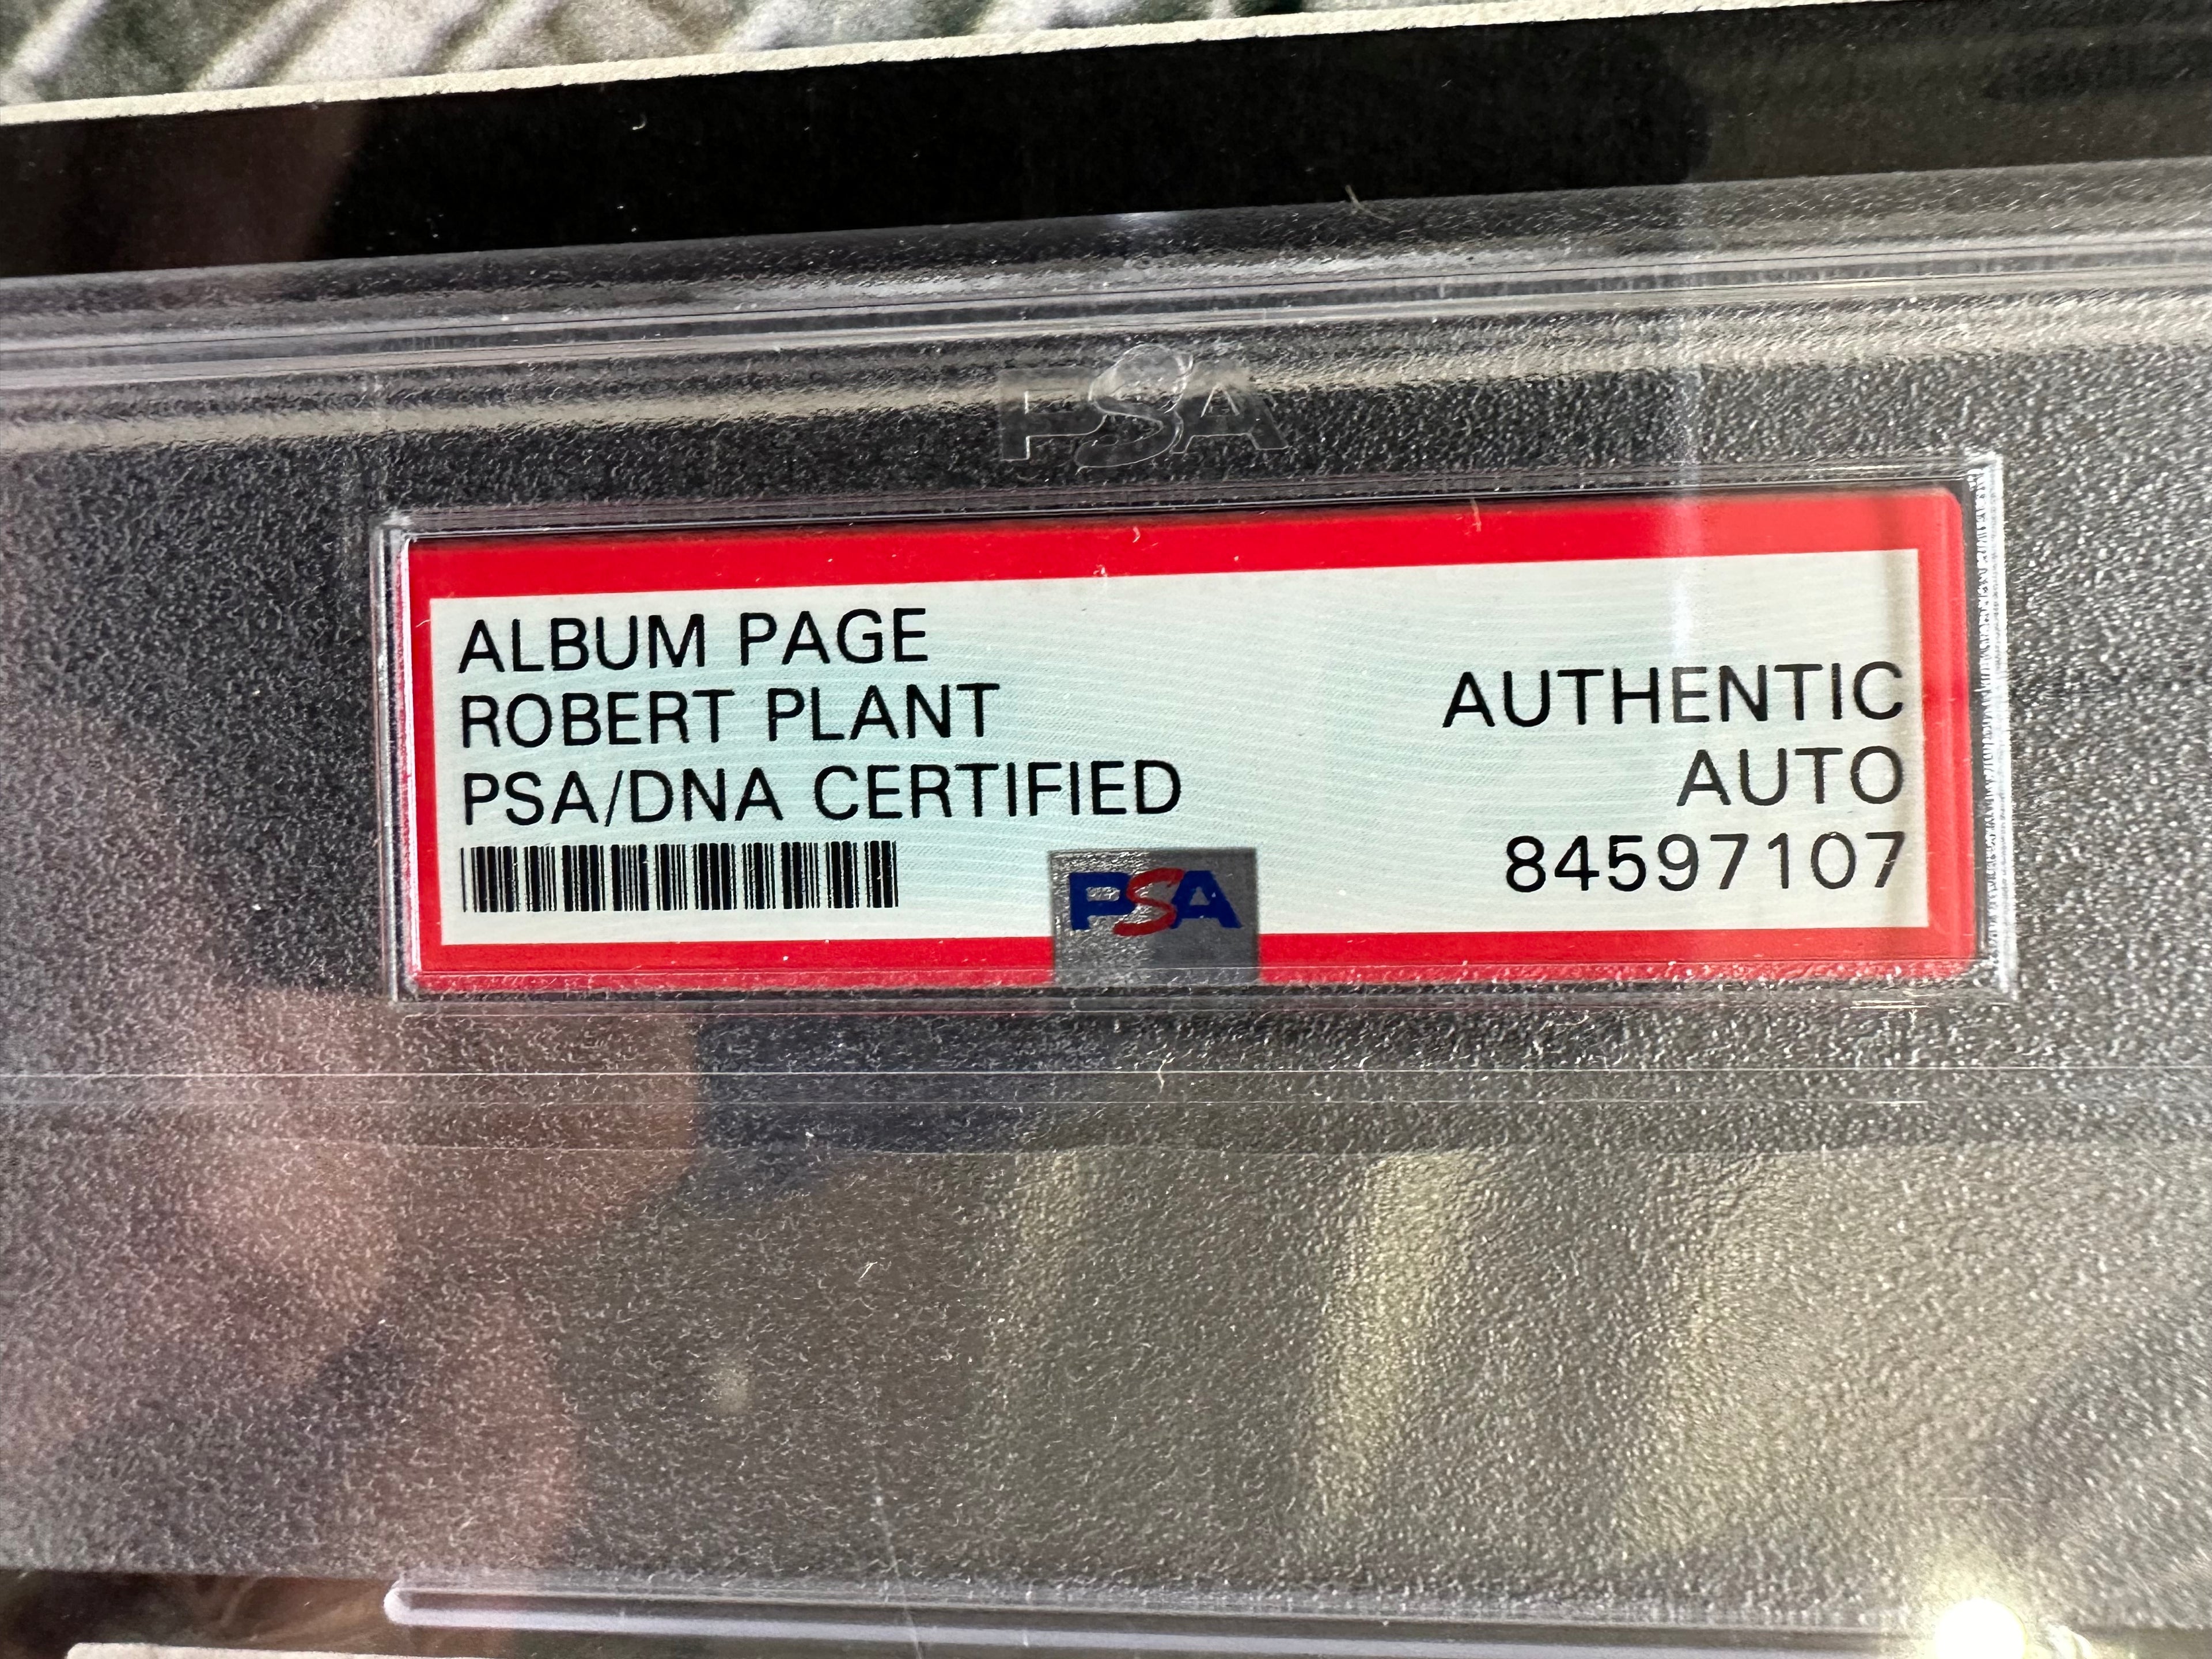 PSA
ALBUM PAGE
ROBERT PLANT
PSA/DNA CERTIFIED
AUTHENTIC
AUTO
84597107
PSA